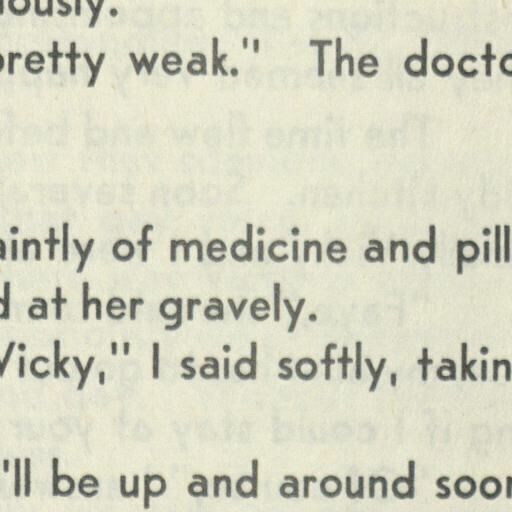 iously.
pretty weak." The docto
aintly of medicine and pill
d at her gravely.
Vicky," I said softly, takin
'll be up and around soon